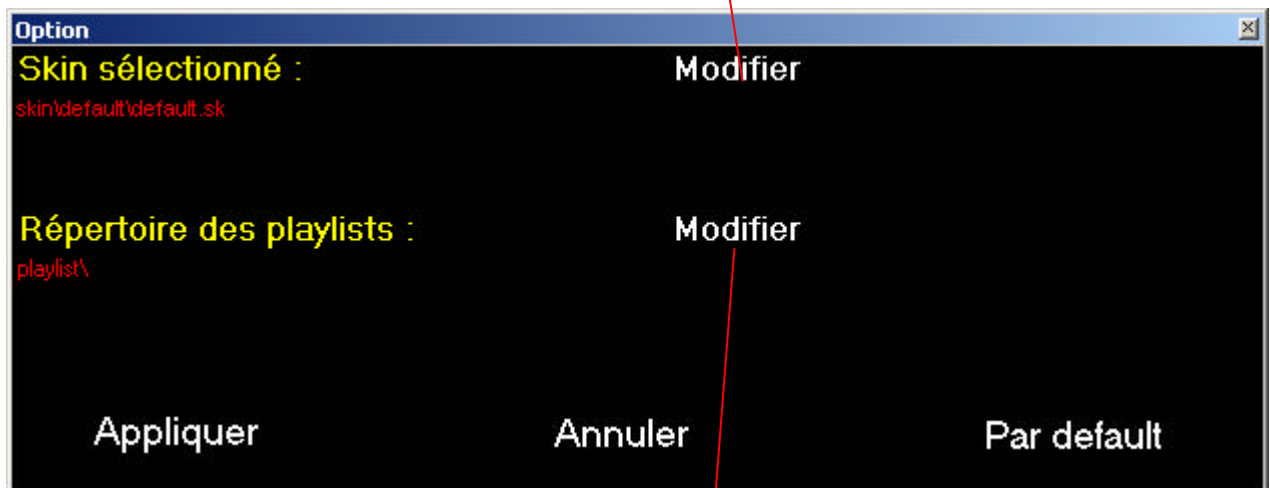 Option
Skin sélectionné : Modifier
skin\default\default.sk
Répertoire des playlists : Modifier
playlist\
Appliquer Annuler Par default